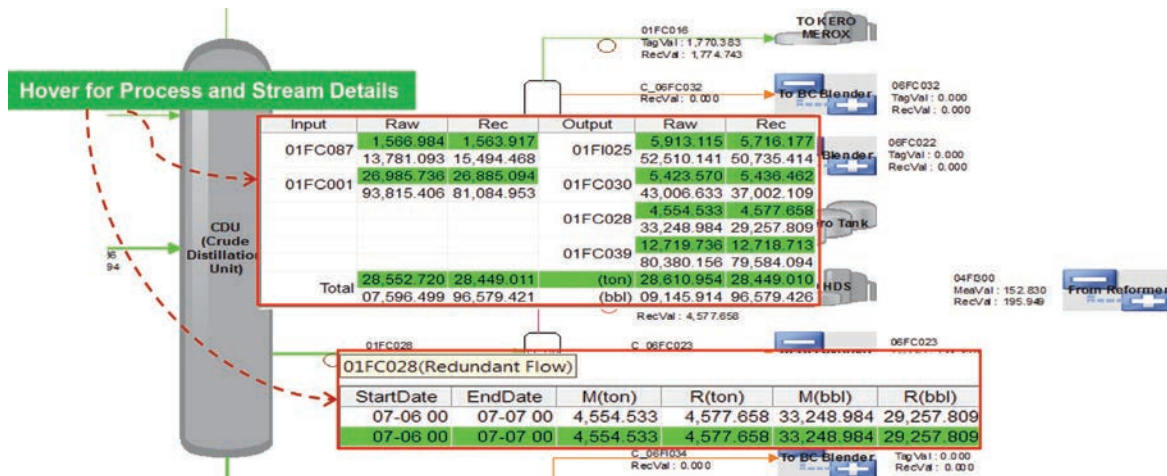 01FC016
TagVal : 1,770.383
RecVal : 1,774.743
TO KERO
MEROX
Hover for Process and Stream Details
C_06FC032
RecVal : 0.000
To BC Blender
06FC032
TagVal : 0.000
RecVal : 0.000
Input Raw Rec Output Raw Rec
01FC087 1,566.984 1,563.917 01FI025 5,913.115 5,716.177
13,781.093 15,494.468 52,510.141 50,735.414
01FC001 26,985.736 26,885.094 01FC030 5,423.570 5,436.462
93,815.406 81,084.953 43,006.633 37,002.109
01FC028 4,554.533 4,577.658
33,248.984 29,257.809
01FC039 12,719.736 12,718.713
80,380.156 79,584.094
Total 28,552.720 28,449.011 (ton) 28,610.954 28,449.010
07,596.499 96,579.421 (bbl) 09,145.914 96,579.426
Blender
06FC022
TagVal : 0.000
RecVal : 0.000
Tank
CDU
(Crude
Distillation
Unit)
94
HDS
RecVal : 4,577.658
04FI300
MeaVal : 152.830
RecVal : 195.949
From Reformer
01FC028
C_06FC023
06FC023
01FC028(Redundant Flow)
StartDate EndDate M(ton) R(ton) M(bbl) R(bbl)
07-06 00 07-07 00 4,554.533 4,577.658 33,248.984 29,257.809
07-06 00 07-07 00 4,554.533 4,577.658 33,248.984 29,257.809
C_06FI034
RecVal : 0.000
To BC Blender
TagVal : 0.000
RecVal : 0.000